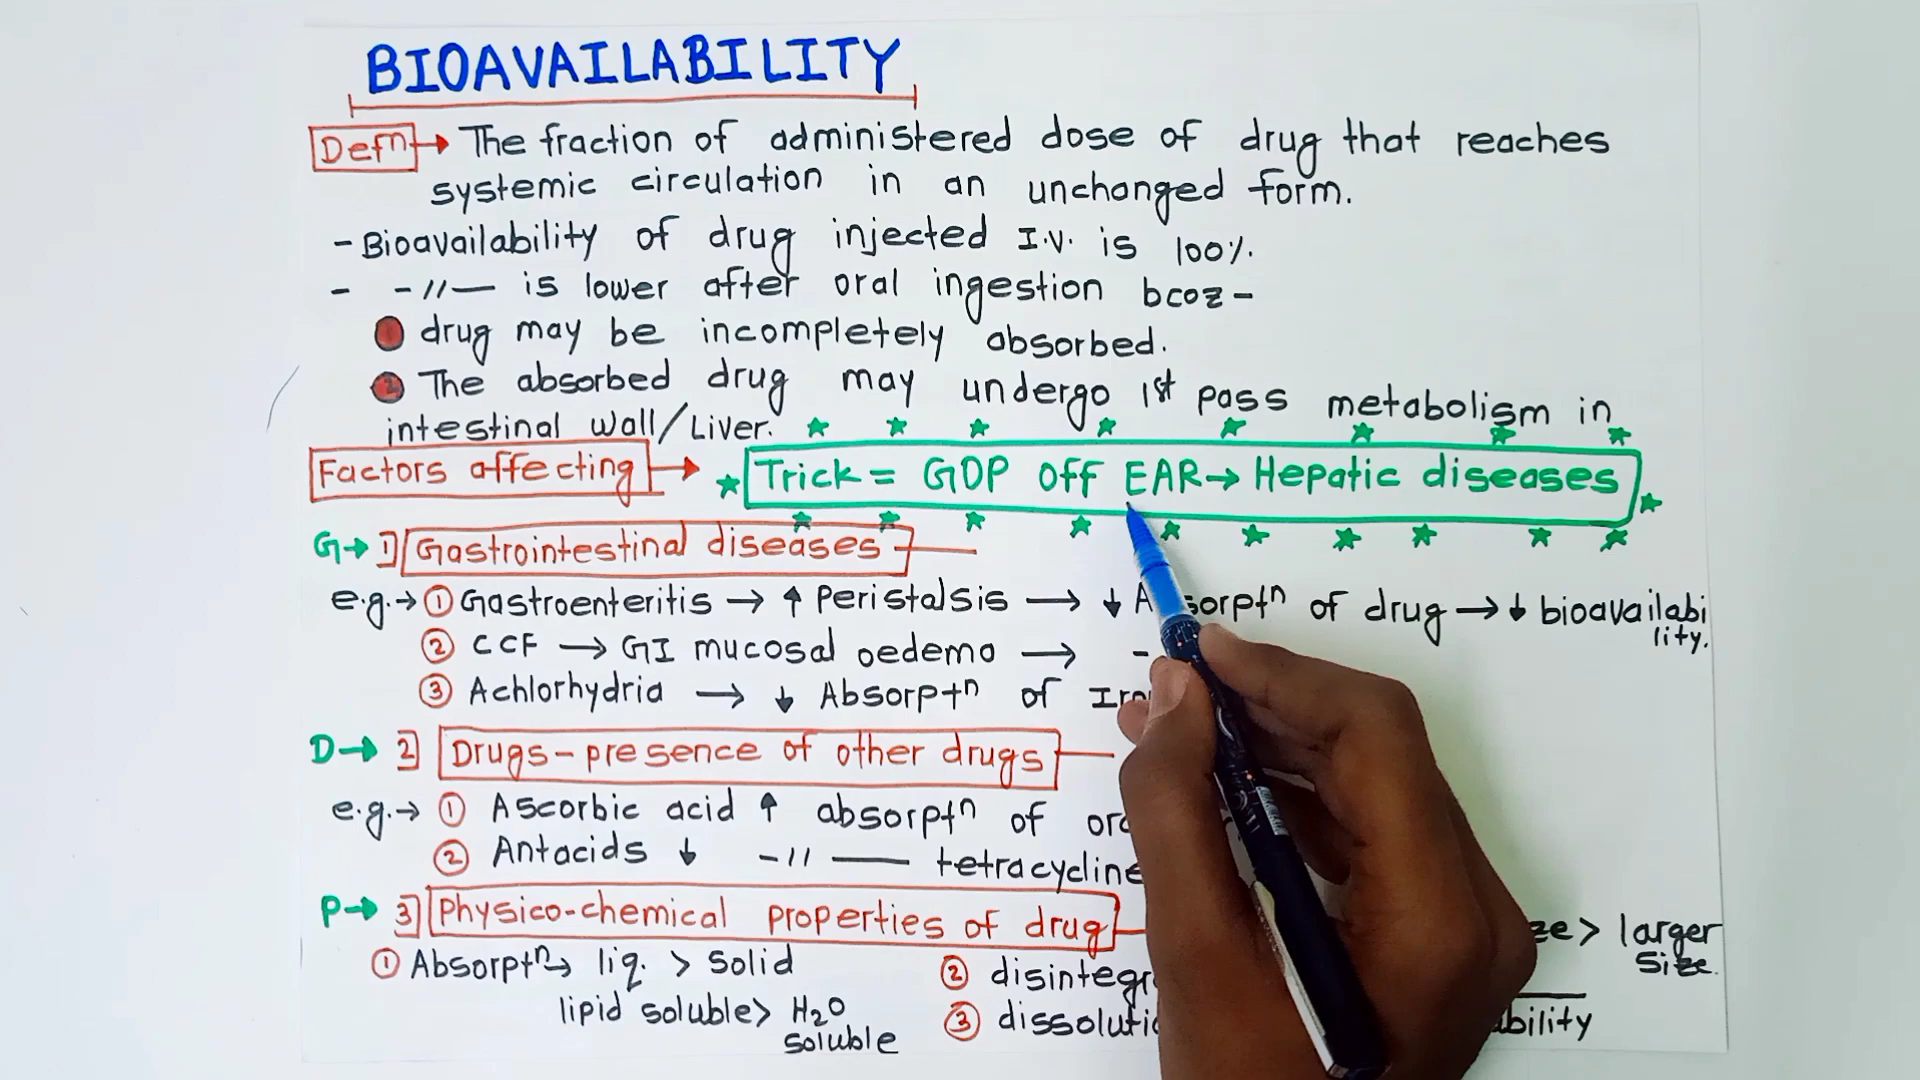 BIOAVAILABILITY
Defn → The fraction of administered dose of drug that reaches
systemic circulation in an unchanged form.
- Bioavailability of drug injected I.V. is 100%.
- -//- is lower after oral ingestion bcoz -
1 drug may be incompletely absorbed.
2 The absorbed drug may undergo 1st pass metabolism in
intestinal wall/Liver.
Factors affecting → Trick = GDP Off EAR → Hepatic diseases
G → 1] Gastrointestinal diseases
e.g. → ① Gastroenteritis → ↑ Peristalsis → ↓ Absorptn of drug → ↓ bioavailabi
lity.
② CCF → GI mucosal oedema →
③ Achlorhydria → ↓ Absorptn of
D → 2] Drugs - presence of other drugs
e.g. → ① Ascorbic acid ↑ absorptn of
② Antacids ↓ -//- tetracycline
P → 3] Physico-chemical properties of drug
> larger
size.
① Absorptn → liq. > solid
②
lipid soluble > H2O
soluble
③